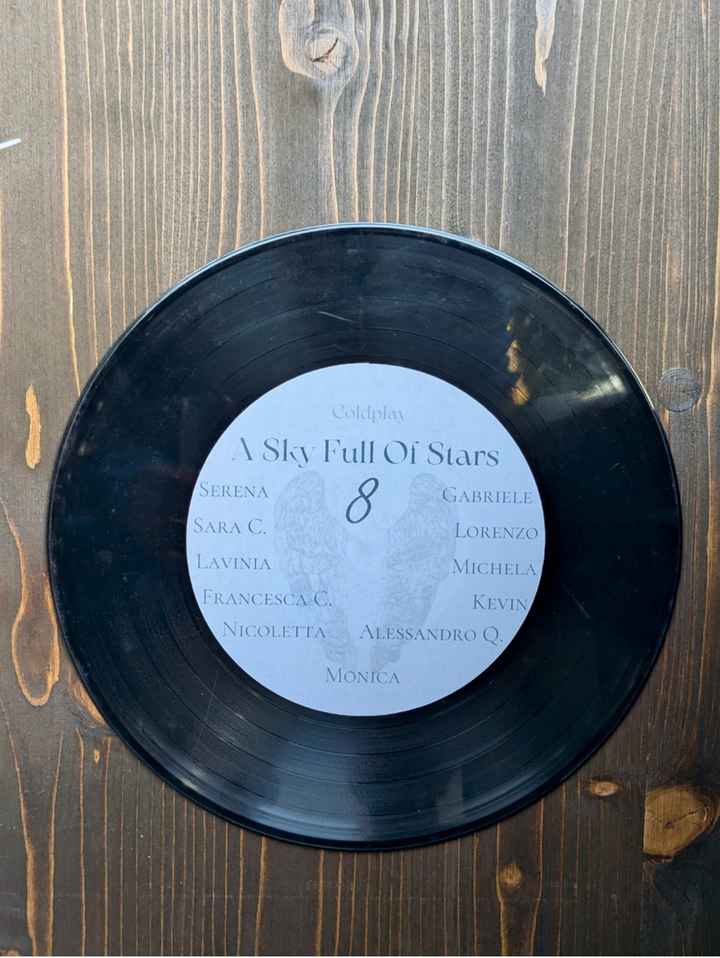 Coldplay
A Sky Full Of Stars
8
SERENA GABRIELE
SARA C. LORENZO
LAVINIA MICHELA
FRANCESCA C. KEVIN
NICOLETTA ALESSANDRO Q.
MONICA